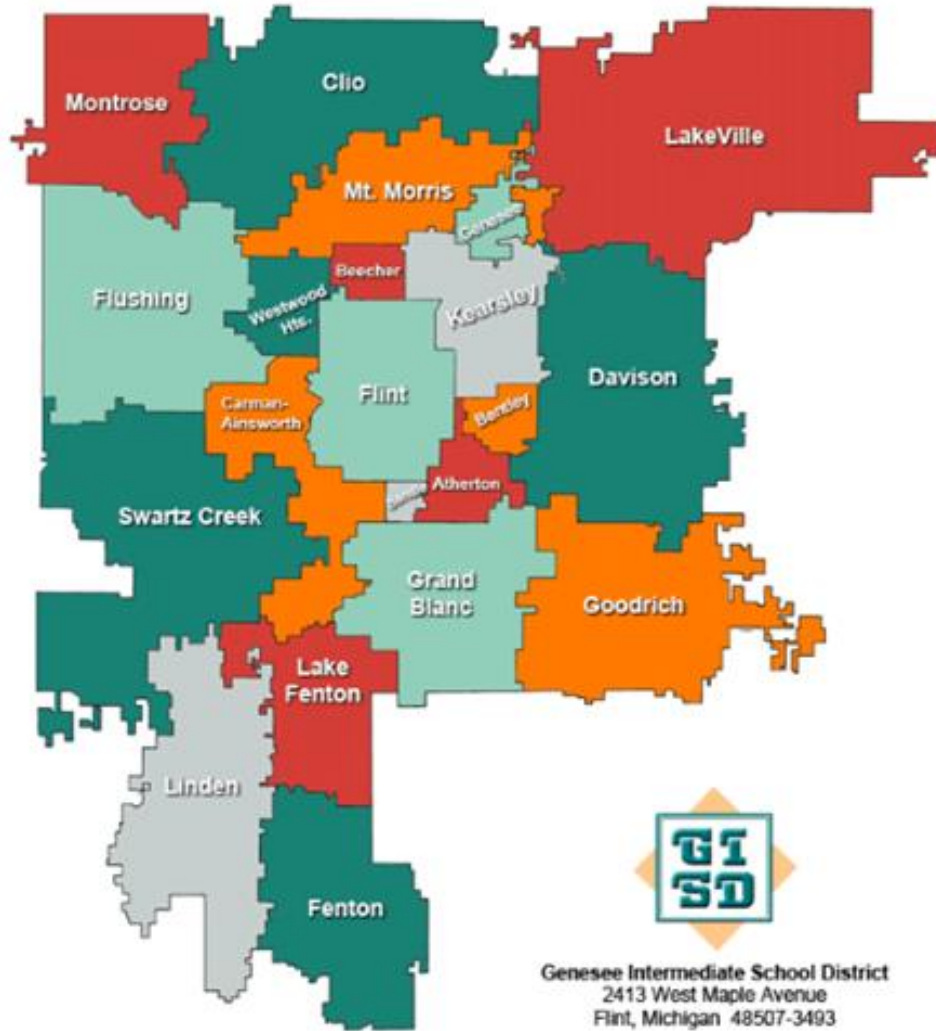 Clio
Montrose
LakeVille
Mt. Morris
Genesee
Beecher
Flushing
Westwood
Hts.
Kearsley
Davison
Flint
Carman-
Ainsworth
Bentley
Atherton
Swartz Creek
Grand
Blanc
Goodrich
Lake
Fenton
Linden
Fenton
GI
SD
Genesee Intermediate School District
2413 West Maple Avenue
Flint, Michigan 48507-3493